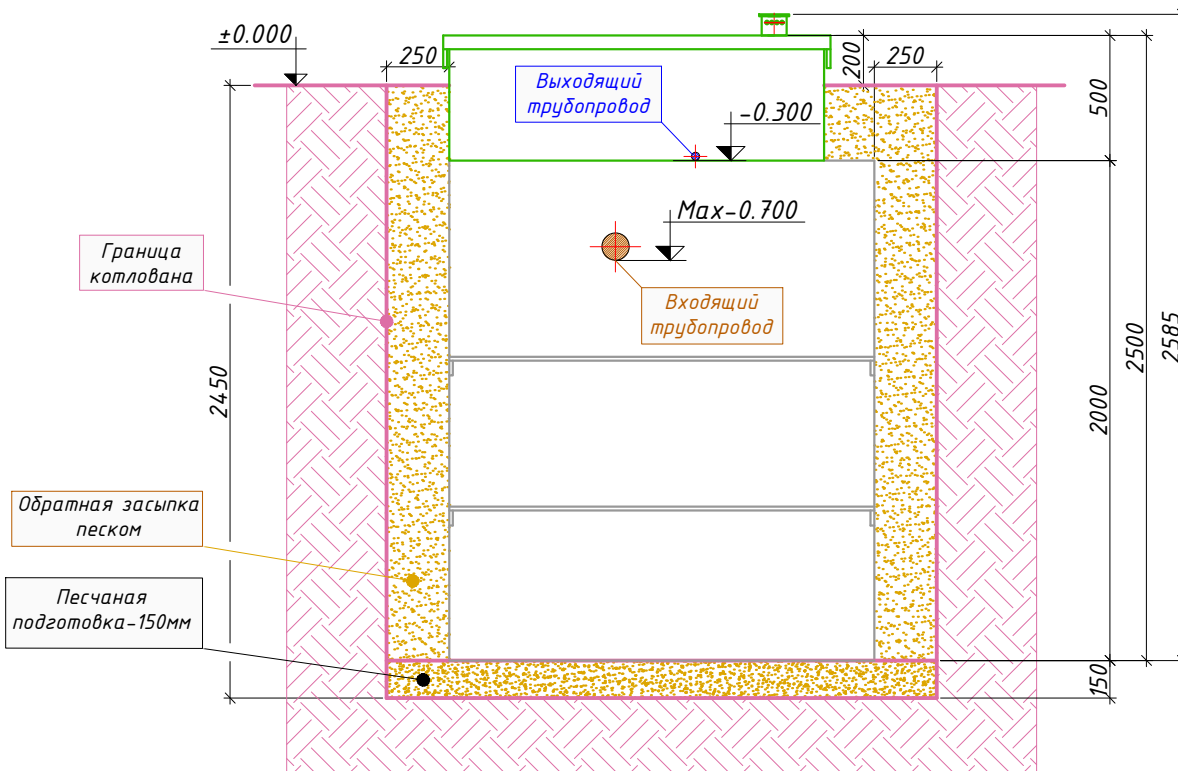 ±0.000
250
200
250
Выходящий
трубопровод
-0.300
500
Max-0.700
Граница
котлована
Входящий
трубопровод
2450
2500
2585
2000
Обратная засыпка
песком
Песчаная
подготовка-150мм
150